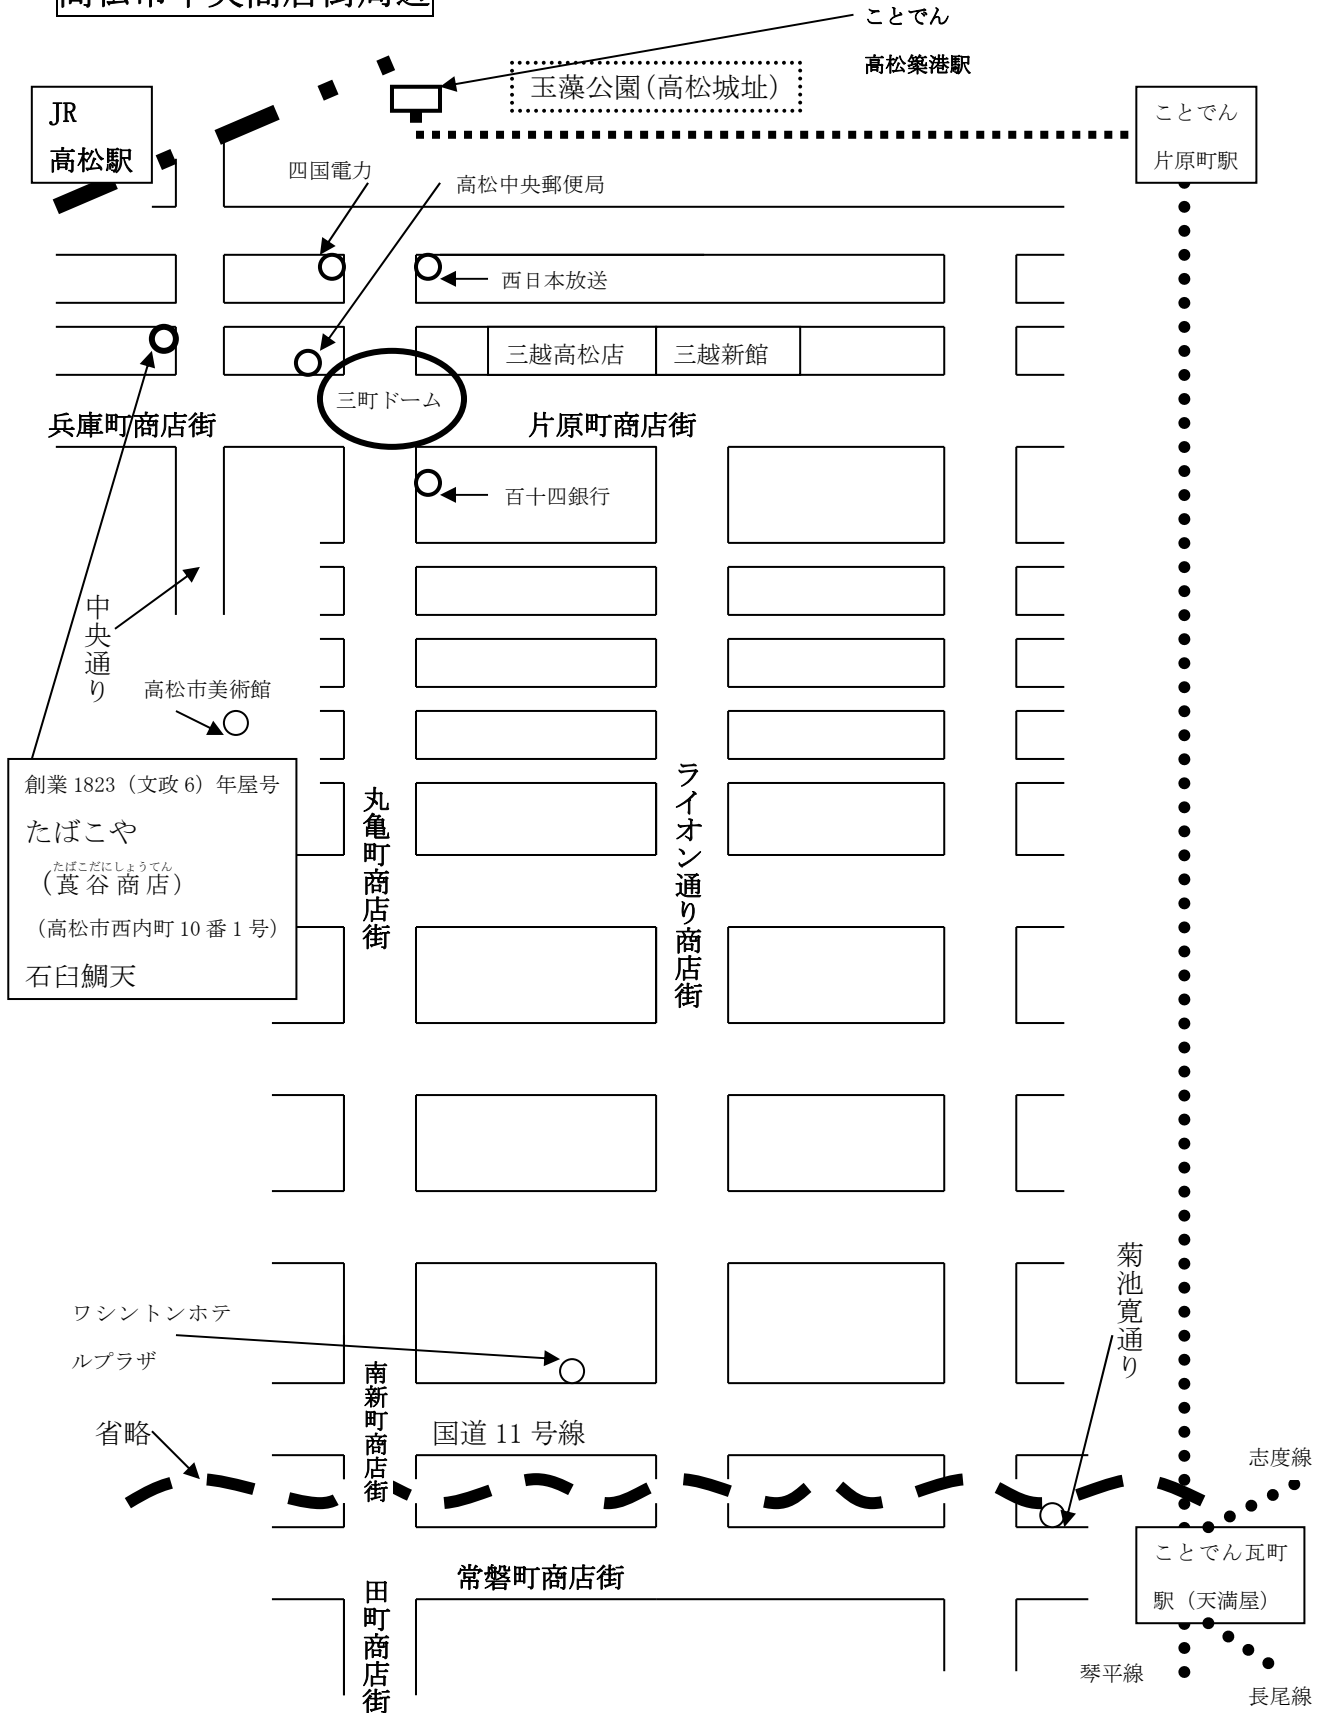 高松市中央商店街周辺
ことでん
高松築港駅
玉藻公園(高松城址)
JR
高松駅
ことでん
片原町駅
四国電力
高松中央郵便局
西日本放送
三越高松店
三越新館
三町ドーム
兵庫町商店街
片原町商店街
百十四銀行
中央通り
高松市美術館
創業 1823（文政 6）年屋号
たばこや
たばこだにしょうてん
（莨谷商店）
（高松市西内町 10 番 1 号）
石臼鯛天
丸亀町商店街
ライオン通り商店街
菊池寛通り
ワシントンホテ
ルプラザ
南新町商店街
省略
国道 11 号線
志度線
ことでん瓦町
駅（天満屋）
常磐町商店街
田町商店街
琴平線
長尾線